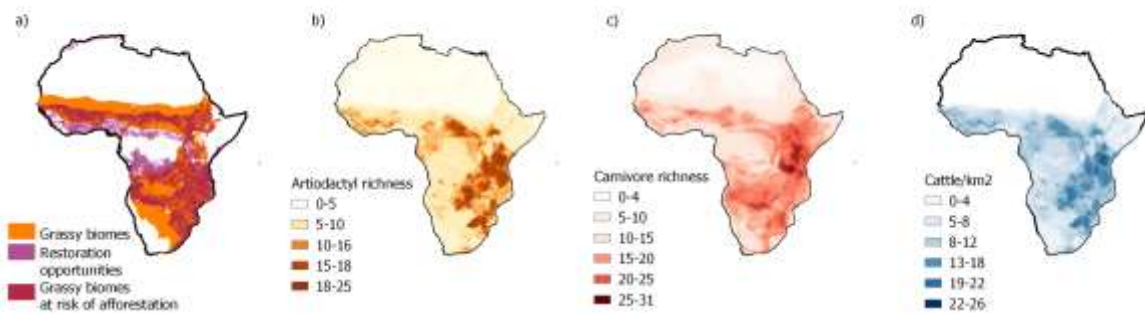 a)
Grassy biomes
Restoration
opportunities
Grassy biomes
at risk of afforestation
b)
Artiodactyl richness
0-5
5-10
10-16
15-18
18-25
c)
Carnivore richness
0-4
5-10
10-15
15-20
20-25
25-31
d)
Cattle/km2
0-4
5-8
8-12
13-18
19-22
22-26